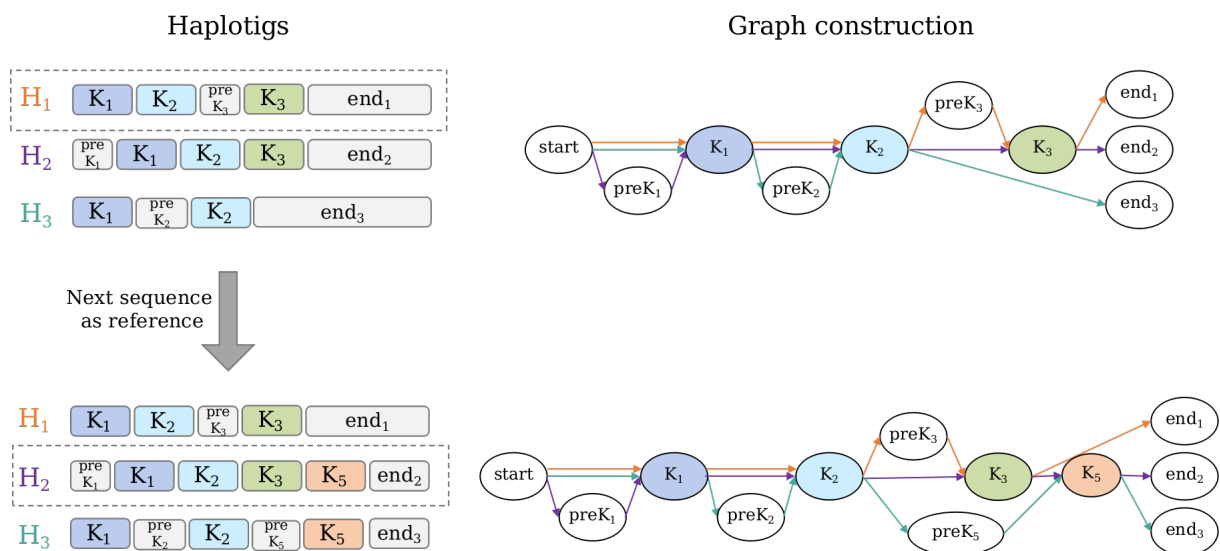 Haplotigs
Graph construction
H₁ K₁ K₂ pre K₃ K₃ end₁
H₂ pre K₁ K₁ K₂ K₃ end₂
H₃ K₁ pre K₂ K₂ end₃
start preK₁ K₁ preK₂ K₂ preK₃ K₃ end₁ end₂ end₃
Next sequence
as reference
H₁ K₁ K₂ pre K₃ K₃ end₁
H₂ pre K₁ K₁ K₂ K₃ K₅ end₂
H₃ K₁ pre K₂ K₂ pre K₅ K₅ end₃
start preK₁ K₁ preK₂ K₂ preK₃ preK₅ K₃ K₅ end₁ end₂ end₃